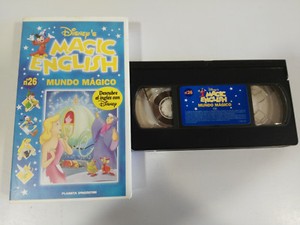 Disney's
MAGIC
ENGLISH
nº26
MUNDO MÁGICO
Descubre
el inglés con
Disney
PLANETA DEAGOSTINI
nº26
Disney's
MAGIC
ENGLISH
MUNDO MÁGICO